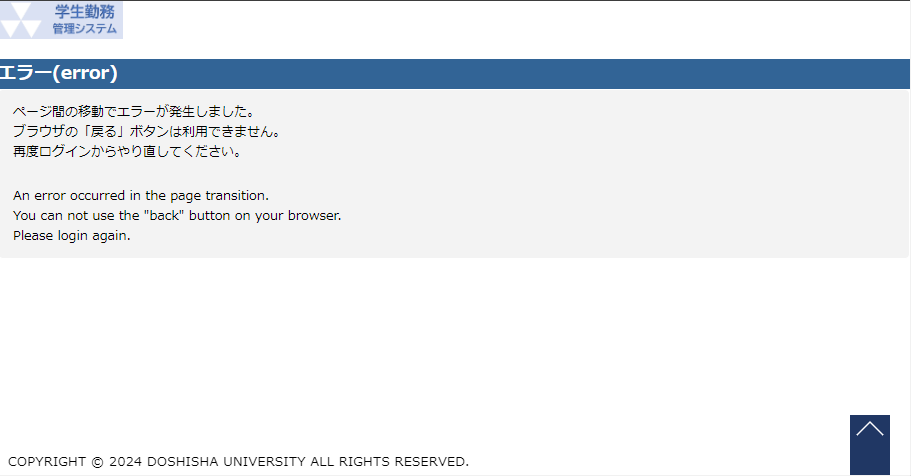 学生勤務
管理システム
エラー(error)
ページ間の移動でエラーが発生しました。
ブラウザの「戻る」ボタンは利用できません。
再度ログインからやり直してください。
An error occurred in the page transition.
You can not use the "back" button on your browser.
Please login again.
COPYRIGHT © 2024 DOSHISHA UNIVERSITY ALL RIGHTS RESERVED.